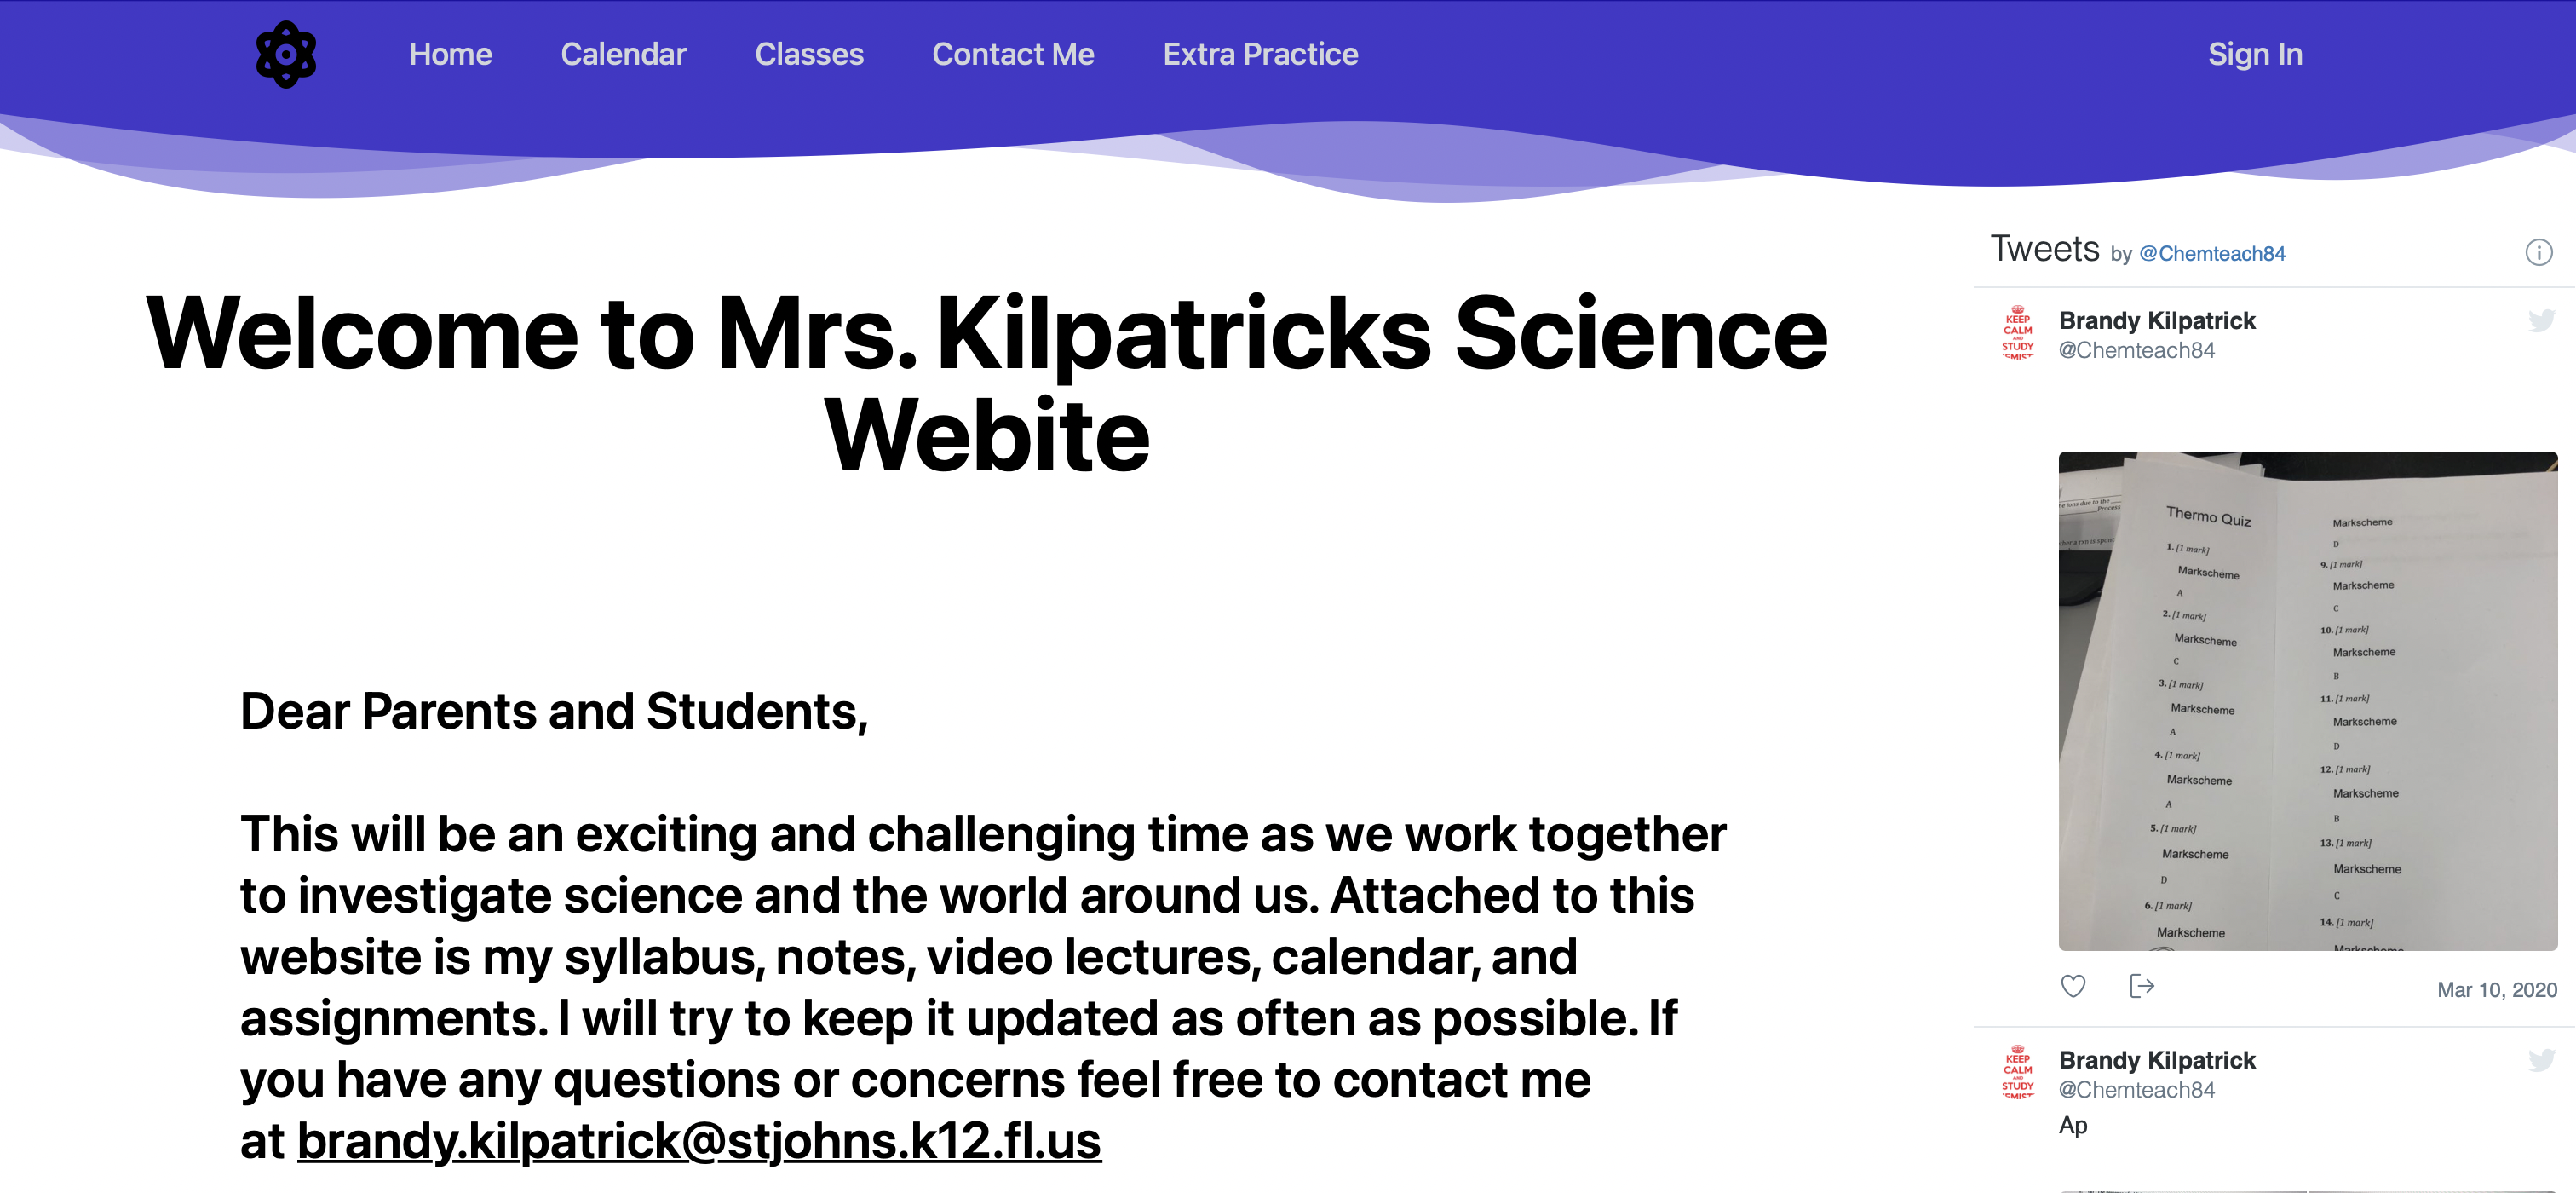 Home Calendar Classes Contact Me Extra Practice Sign In
Welcome to Mrs. Kilpatricks Science
Webite
Dear Parents and Students,
This will be an exciting and challenging time as we work together
to investigate science and the world around us. Attached to this
website is my syllabus, notes, video lectures, calendar, and
assignments. I will try to keep it updated as often as possible. If
you have any questions or concerns feel free to contact me
at brandy.kilpatrick@stjohns.k12.fl.us
Tweets by @Chemteach84
KEEP
CALM
AND
STUDY
Brandy Kilpatrick
@Chemteach84
he ions due to the
Process
Thermo Quiz
1. [1 mark]
Markscheme
A
2. [1 mark]
Markscheme
C
3. [1 mark]
Markscheme
A
4. [1 mark]
Markscheme
A
5. [1 mark]
Markscheme
D
6. [1 mark]
Markscheme
Markscheme
D
9. [1 mark]
Markscheme
C
10. [1 mark]
Markscheme
B
11. [1 mark]
Markscheme
D
12. [1 mark]
Markscheme
B
13. [1 mark]
Markscheme
C
14. [1 mark]
Markscheme
Mar 10, 2020
KEEP
CALM
AND
STUDY
Brandy Kilpatrick
@Chemteach84
Ap